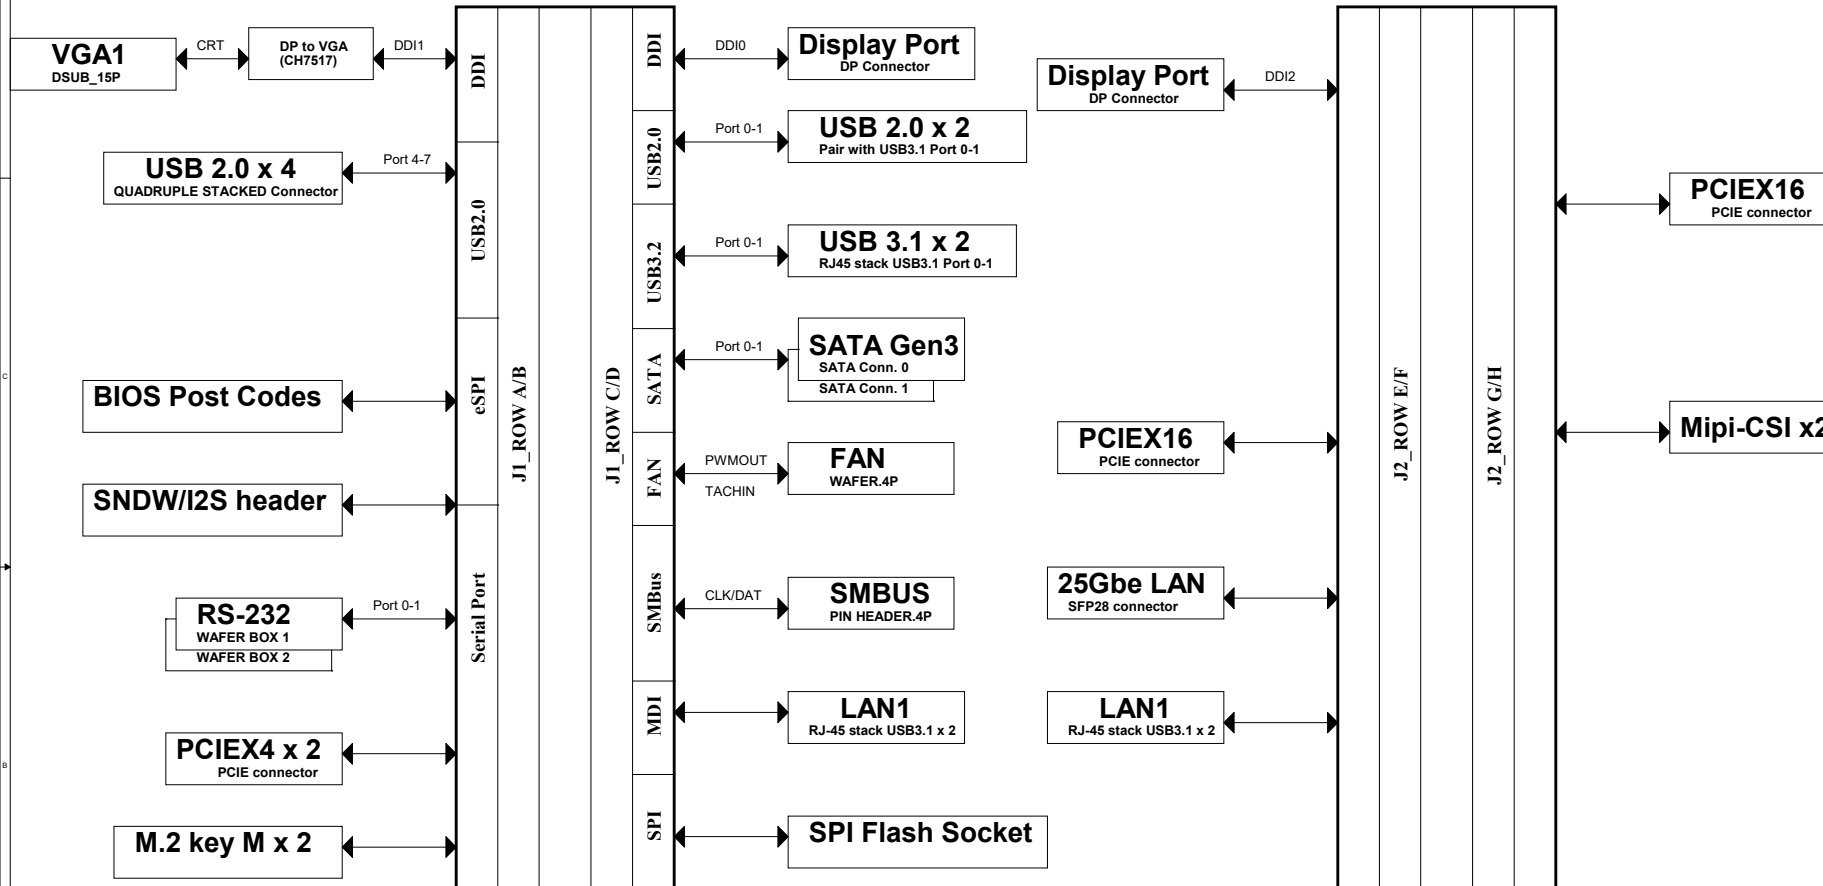 VGA1
DSUB_15P
CRT
DP to VGA
(CH7517)
DDI1
DDI
USB 2.0 x 4
QUADRUPLE STACKED Connector
Port 4-7
USB2.0
BIOS Post Codes
eSPI
SNDW/I2S header
RS-232
WAFER BOX 1
WAFER BOX 2
Port 0-1
Serial Port
PCIEX4 x 2
PCIE connector
M.2 key M x 2
J1_ROW A/B
J1_ROW C/D
DDI
DDI0
Display Port
DP Connector
USB2.0
Port 0-1
USB 2.0 x 2
Pair with USB3.1 Port 0-1
USB3.2
Port 0-1
USB 3.1 x 2
RJ45 stack USB3.1 Port 0-1
SATA
Port 0-1
SATA Gen3
SATA Conn. 0
SATA Conn. 1
FAN
PWMOUT
TACHIN
FAN
WAFER.4P
SMBus
CLK/DAT
SMBUS
PIN HEADER.4P
MDI
LAN1
RJ-45 stack USB3.1 x 2
SPI
SPI Flash Socket
Display Port
DP Connector
DDI2
PCIEX16
PCIE connector
25Gbe LAN
SFP28 connector
LAN1
RJ-45 stack USB3.1 x 2
J2_ROW E/F
J2_ROW G/H
PCIEX16
PCIE connector
Mipi-CSI x2
C
B